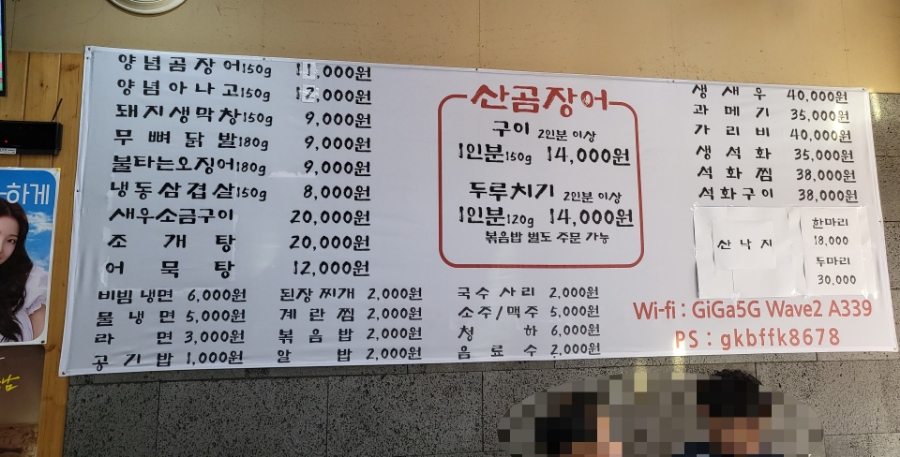 양념곰장어150g 11,000원
양념아나고150g 12,000원
돼지생막창150g 9,000원
무뼈닭발180g 9,000원
불타는오징어180g 9,000원
냉동삼겹살150g 8,000원
새우소금구이 20,000원
조개탕 20,000원
어묵탕 12,000원
산곰장어
구이 2인분 이상
1인분150g 14,000원
두루치기 2인분 이상
1인분120g 14,000원
볶음밥 별도 주문 가능
생새우 40,000원
과메기 35,000원
가리비 40,000원
생석화 35,000원
석화찜 38,000원
석화구이 38,000원
산낙지
한마리
18,000
두마리
30,000
비빔냉면 6,000원
물냉면 5,000원
라면 3,000원
공기밥 1,000원
된장찌개 2,000원
계란찜 2,000원
볶음밥 2,000원
알밥 2,000원
국수사리 2,000원
소주/맥주 5,000원
청하 6,000원
음료수 2,000원
Wi-fi : GiGa5G Wave2 A339
PS : gkbffk8678
하게